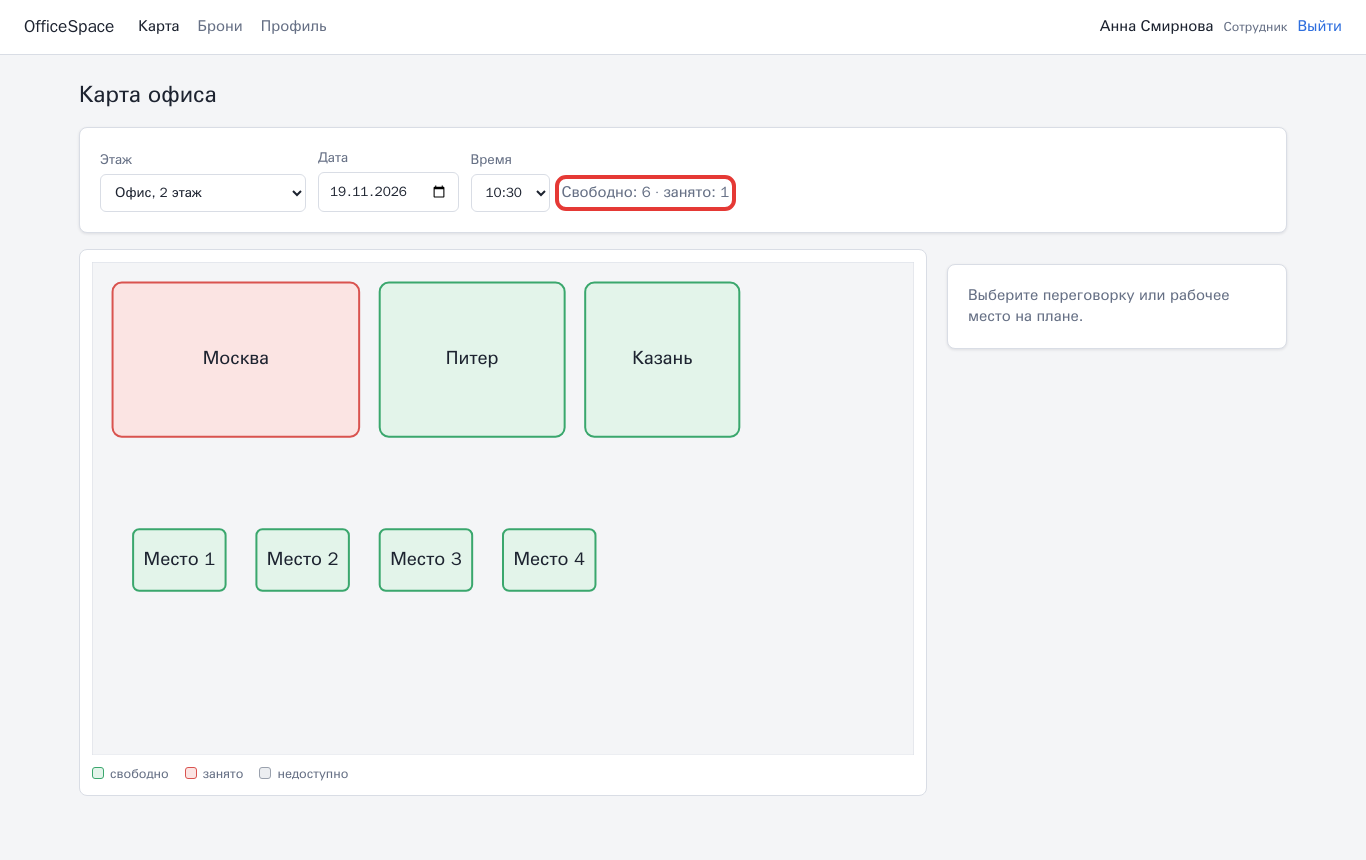 OfficeSpace Карта Брони Профиль Анна Смирнова Сотрудник Выйти
Карта офиса
Этаж Дата Время
Офис, 2 этаж 19.11.2026 10:30 Свободно: 6 · занято: 1
Москва Питер Казань
Выберите переговорку или рабочее
место на плане.
Место 1 Место 2 Место 3 Место 4
свободно занято недоступно